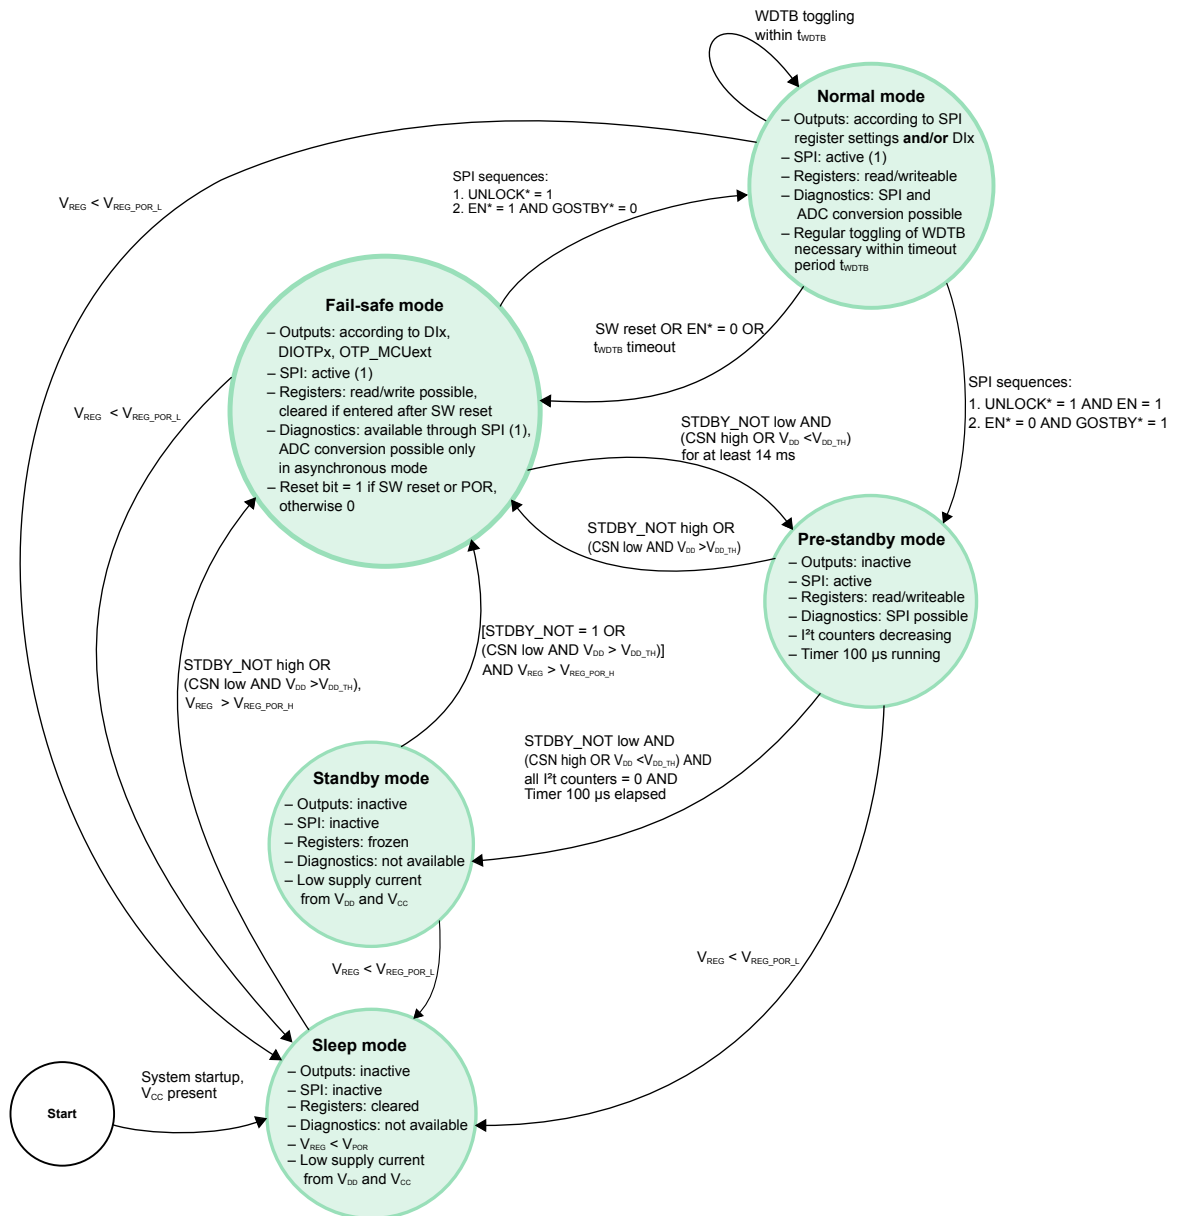 WDTB toggling
within tWDTB
Normal mode
– Outputs: according to SPI
register settings and/or DIx
– SPI: active (1)
– Registers: read/writeable
– Diagnostics: SPI and
ADC conversion possible
– Regular toggling of WDTB
necessary within timeout
period tWDTB
SPI sequences:
1. UNLOCK* = 1
2. EN* = 1 AND GOSTBY* = 0
VREG < VREG_POR_L
Fail-safe mode
– Outputs: according to DIx,
DIOTPx, OTP_MCUext
– SPI: active (1)
– Registers: read/write possible,
cleared if entered after SW reset
– Diagnostics: available through SPI (1),
ADC conversion possible only
in asynchronous mode
– Reset bit = 1 if SW reset or POR,
otherwise 0
SW reset OR EN* = 0 OR
tWDTB timeout
SPI sequences:
1. UNLOCK* = 1 AND EN = 1
2. EN* = 0 AND GOSTBY* = 1
VREG < VREG_POR_L
STDBY_NOT low AND
(CSN high OR VDD <VDD_TH)
for at least 14 ms
STDBY_NOT high OR
(CSN low AND VDD >VDD_TH)
Pre-standby mode
– Outputs: inactive
– SPI: active
– Registers: read/writeable
– Diagnostics: SPI possible
– I²t counters decreasing
– Timer 100 µs running
[STDBY_NOT = 1 OR
(CSN low AND VDD > VDD_TH)]
AND VREG > VREG_POR_H
STDBY_NOT high OR
(CSN low AND VDD >VDD_TH),
VREG > VREG_POR_H
STDBY_NOT low AND
(CSN high OR VDD <VDD_TH) AND
all I²t counters = 0 AND
Timer 100 µs elapsed
Standby mode
– Outputs: inactive
– SPI: inactive
– Registers: frozen
– Diagnostics: not available
– Low supply current
from VDD and VCC
VREG < VREG_POR_L
VREG < VREG_POR_L
Sleep mode
– Outputs: inactive
– SPI: inactive
– Registers: cleared
– Diagnostics: not available
– VREG < VPOR
– Low supply current
from VDD and VCC
System startup,
VCC present
Start